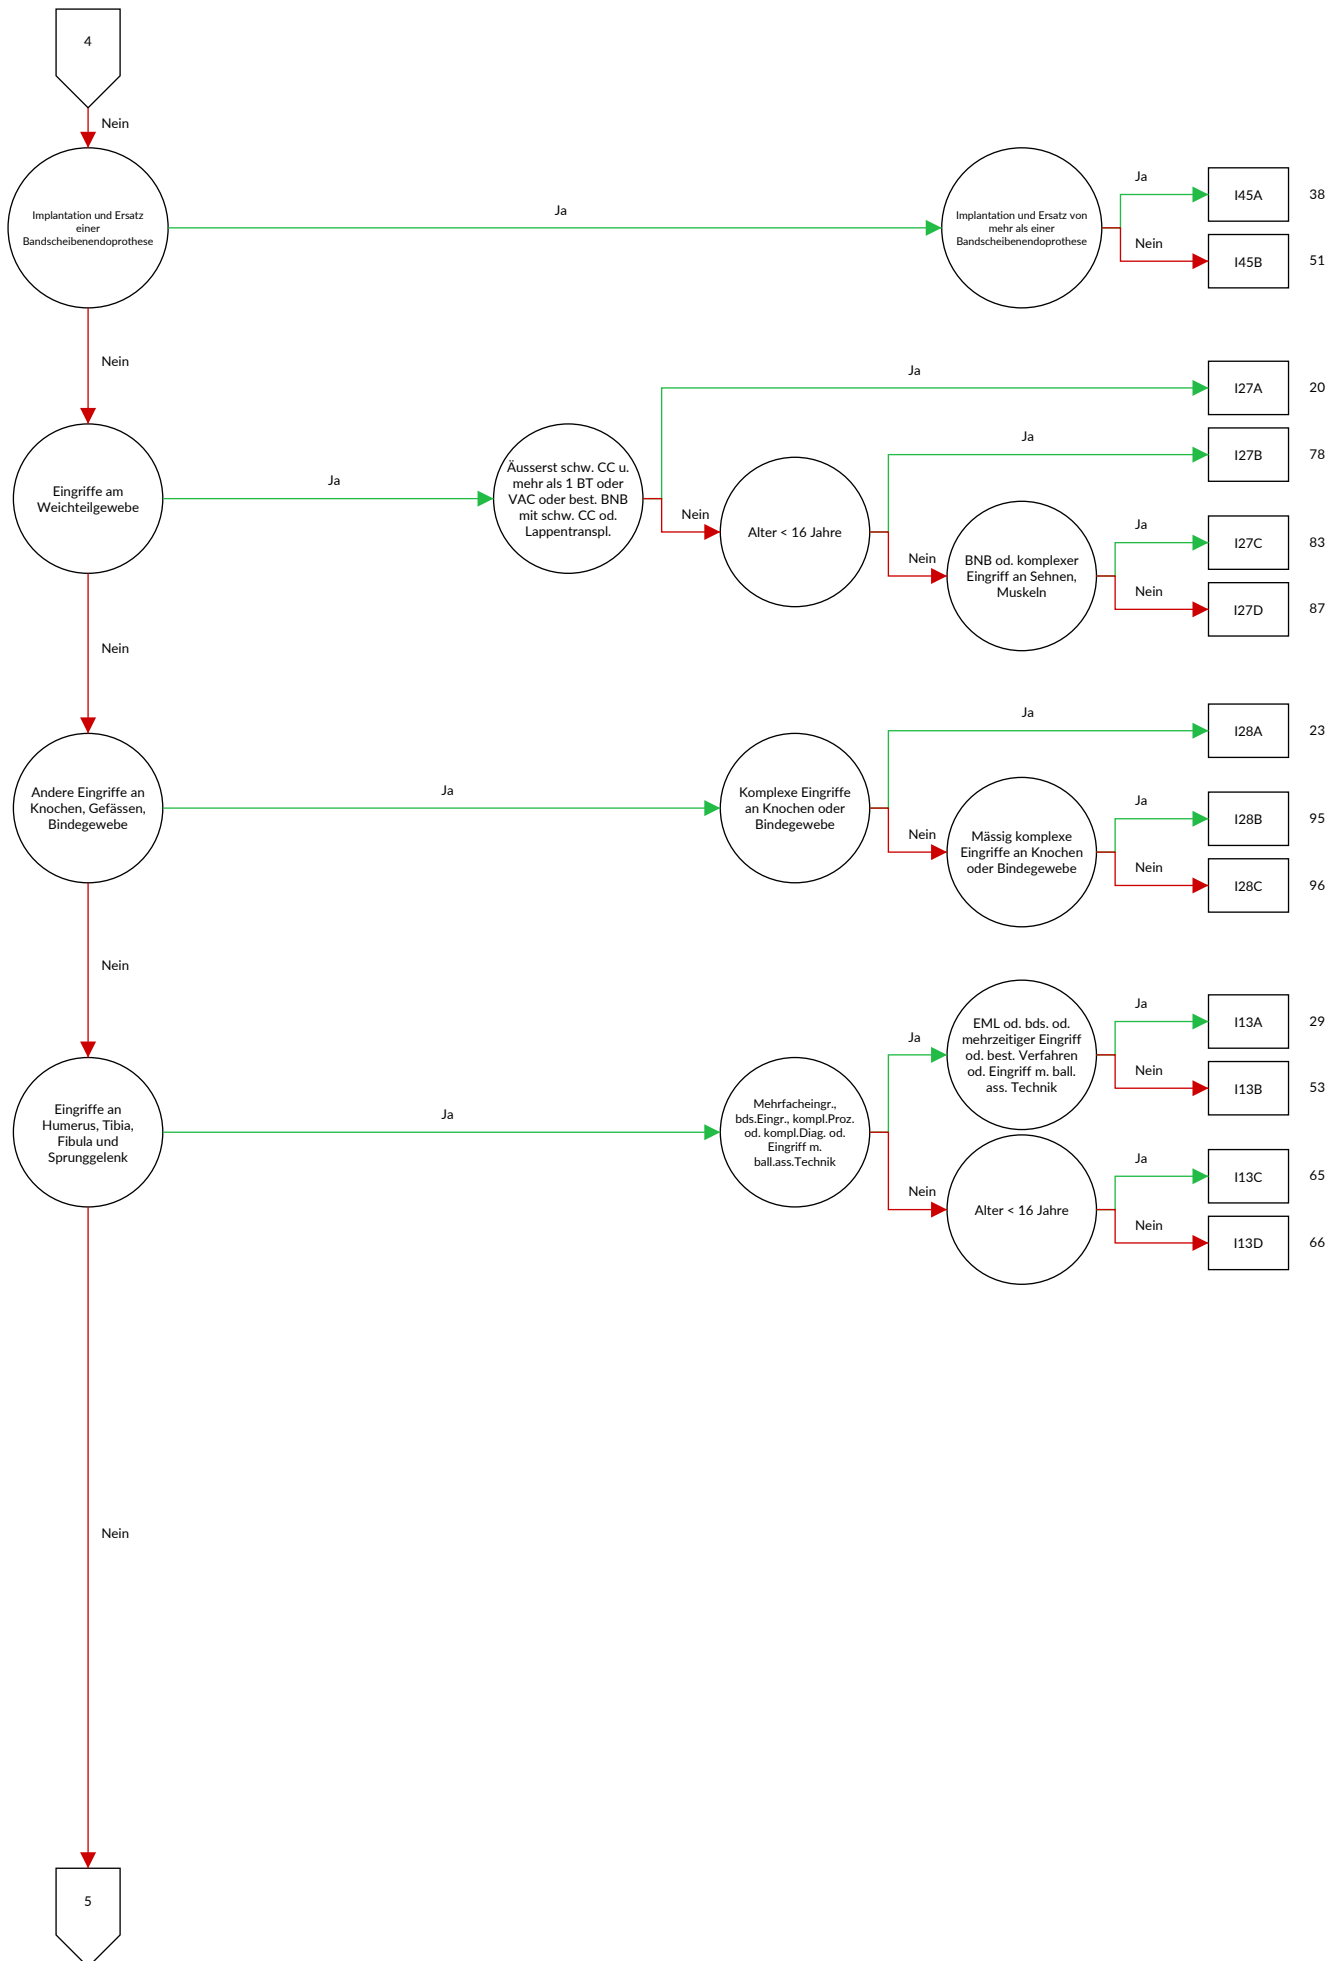 4
Nein
Implantation und Ersatz
einer
Bandscheibenendoprothese
Ja
Implantation und Ersatz von
mehr als einer
Bandscheibenendoprothese
Ja
I45A
38
Nein
I45B
51
Nein
Eingriffe am
Weichteilgewebe
Ja
Äusserst schw. CC u.
mehr als 1 BT oder
VAC oder best. BNB
mit schw. CC od.
Lappentranspl.
Ja
I27A
20
Nein
Alter < 16 Jahre
Ja
I27B
78
Nein
BNB od. komplexer
Eingriff an Sehnen,
Muskeln
Ja
I27C
83
Nein
I27D
87
Nein
Andere Eingriffe an
Knochen, Gefässen,
Bindegewebe
Ja
Komplexe Eingriffe
an Knochen oder
Bindegewebe
Ja
I28A
23
Nein
Mässig komplexe
Eingriffe an Knochen
oder Bindegewebe
Ja
I28B
95
Nein
I28C
96
Nein
Eingriffe an
Humerus, Tibia,
Fibula und
Sprunggelenk
Ja
Mehrfacheingr.,
bds.Eingr., kompl.Proz.
od. kompl.Diag. od.
Eingriff m.
ball.ass.Technik
Ja
EML od. bds. od.
mehrzeitiger Eingriff
od. best. Verfahren
od. Eingriff m. ball.
ass. Technik
Ja
I13A
29
Nein
I13B
53
Nein
Alter < 16 Jahre
Ja
I13C
65
Nein
I13D
66
Nein
5